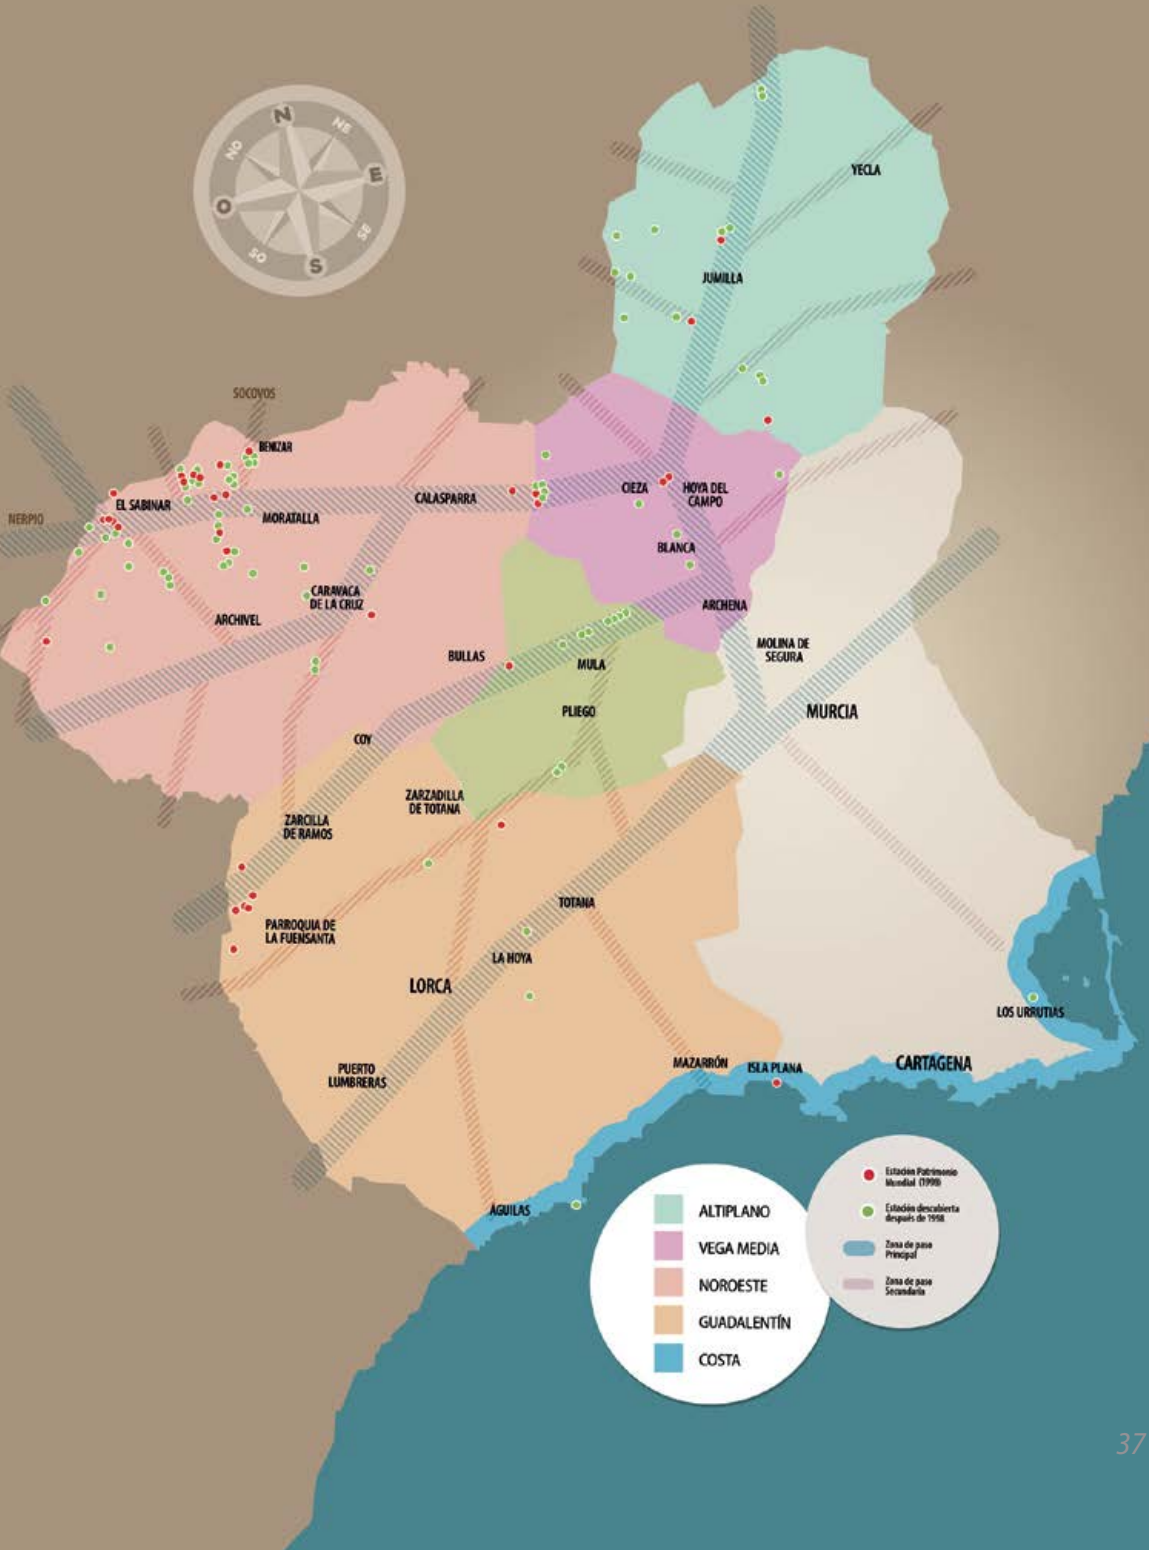 N
NE
E
SE
S
SO
O
NO
YECLA
JUMILLA
SOCOVOS
BENIZAR
EL SABINAR
NERPIO
MORATALLA
CALASPARRA
CIEZA
HOYA DEL
CAMPO
BLANCA
CARAVACA
DE LA CRUZ
ARCHIVEL
ARCHENA
BULLAS
MULA
MOLINA DE
SEGURA
PLIEGO
MURCIA
COY
ZARZADILLA
DE TOTANA
ZARCILLA
DE RAMOS
TOTANA
PARROQUIA DE
LA FUENSANTA
LA HOYA
LORCA
LOS URRUTIAS
PUERTO
LUMBRERAS
MAZARRÓN
ISLA PLANA
CARTAGENA
ÁGUILAS
ALTIPLANO
VEGA MEDIA
NOROESTE
GUADALENTÍN
COSTA
Estación Patrimonio
Mundial (1998)
Estación descubierta
después de 1998
Zona de paso
Principal
Zona de paso
Secundaria
37